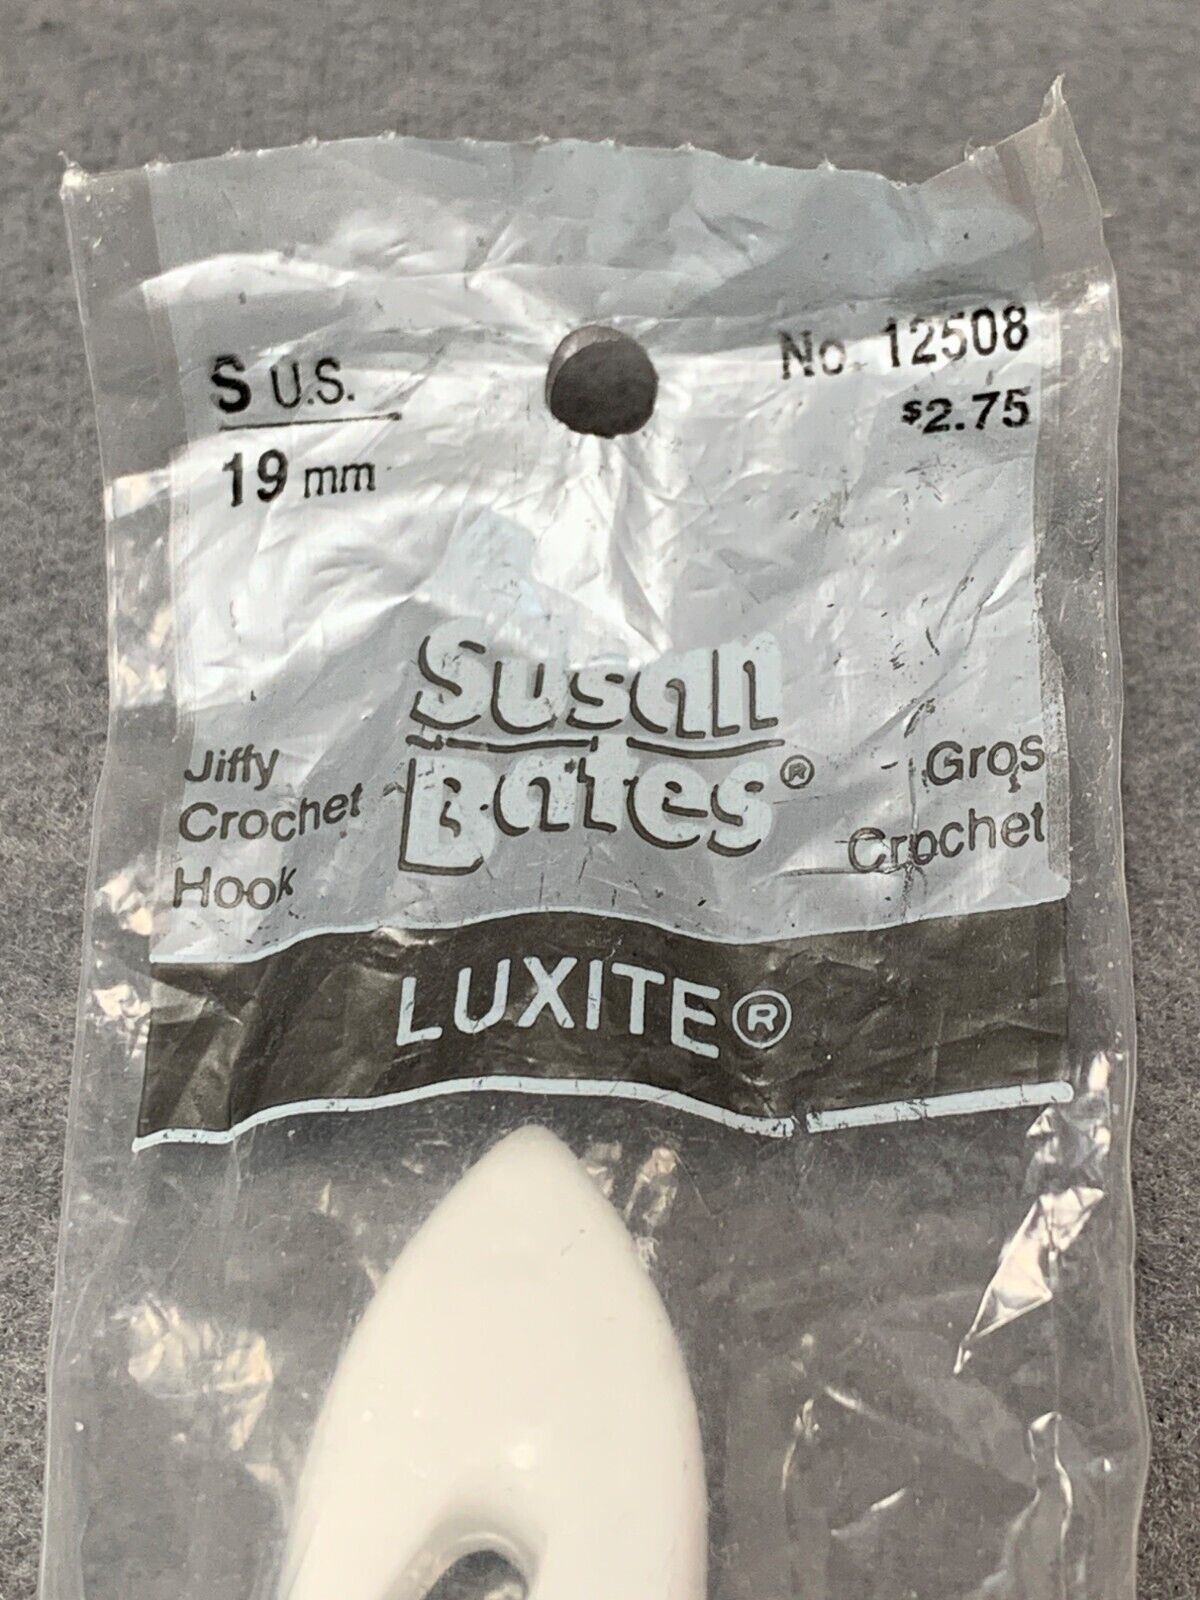 S U.S.
19 mm
No. 12508
$2.75
Susan
Bates®
Jiffy
Crochet
Hook
Gros
Crochet
LUXITE®